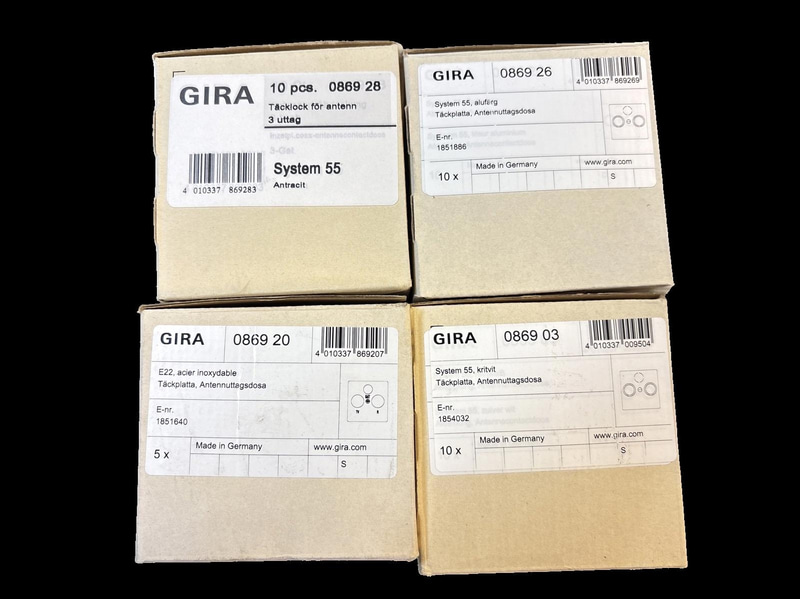 GIRA
10 pcs. 0869 28
Täcklock för antenn
3 uttag
System 55
Antracit
4 010337 869283
GIRA 0869 26
4 010337 869269
System 55, alufärg
Täckplatta, Antennuttagsdosa
E-nr.
1851886
10 x
Made in Germany
www.gira.com
S
GIRA 0869 20
4 010337 869207
E22, acier inoxydable
Täckplatta, Antennuttagsdosa
E-nr.
1851640
5 x
Made in Germany
www.gira.com
S
GIRA 0869 03
4 010337 009504
System 55, kritvit
Täckplatta, Antennuttagsdosa
E-nr.
1854032
10 x
Made in Germany
www.gira.com
S